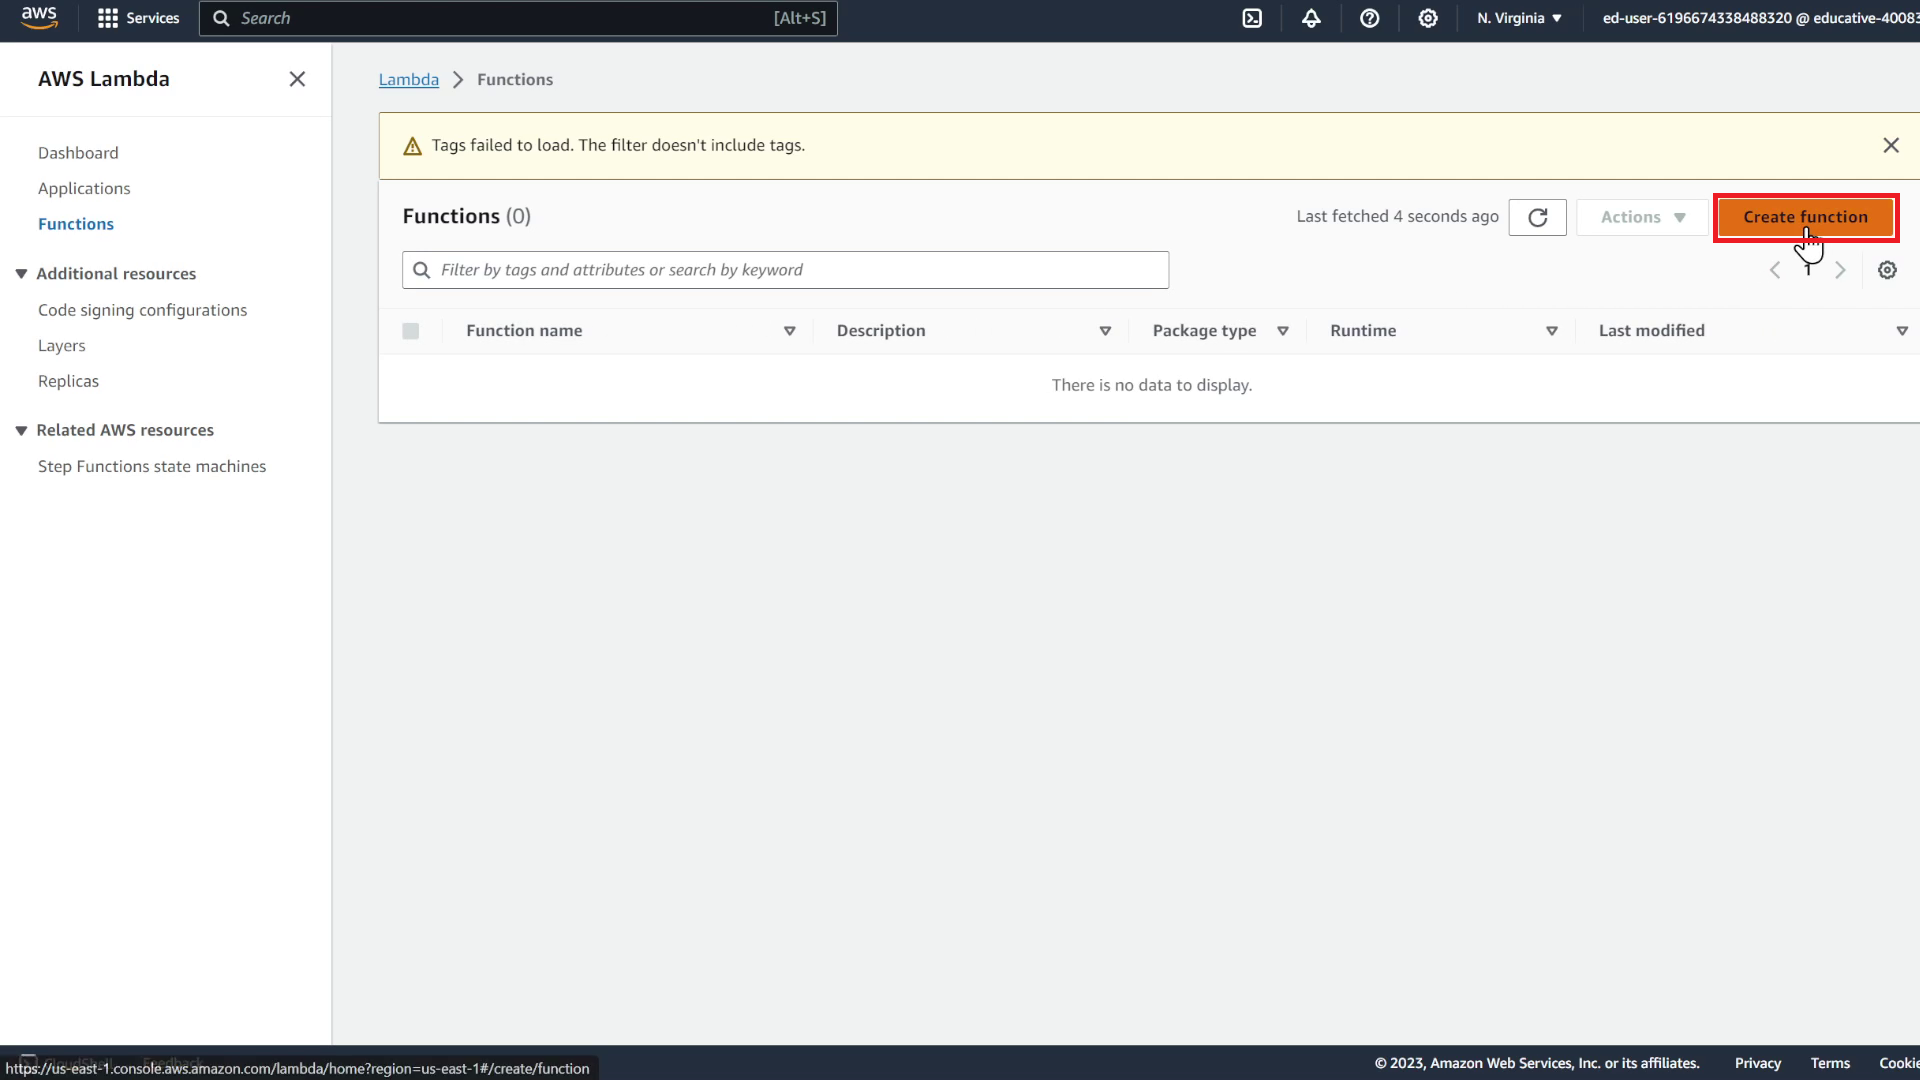 aws
Services
Search
[Alt+S]
N. Virginia
ed-user-6196674338488320 @ educative-40083
AWS Lambda
Dashboard
Applications
Functions
Additional resources
Code signing configurations
Layers
Replicas
Related AWS resources
Step Functions state machines
Lambda
Functions
Tags failed to load. The filter doesn't include tags.
Functions (0)
Last fetched 4 seconds ago
Actions
Create function
Filter by tags and attributes or search by keyword
1
Function name
Description
Package type
Runtime
Last modified
There is no data to display.
CloudShell
Feedback
https://us-east-1.console.aws.amazon.com/lambda/home?region=us-east-1#/create/function
© 2023, Amazon Web Services, Inc. or its affiliates.
Privacy
Terms
Cookie